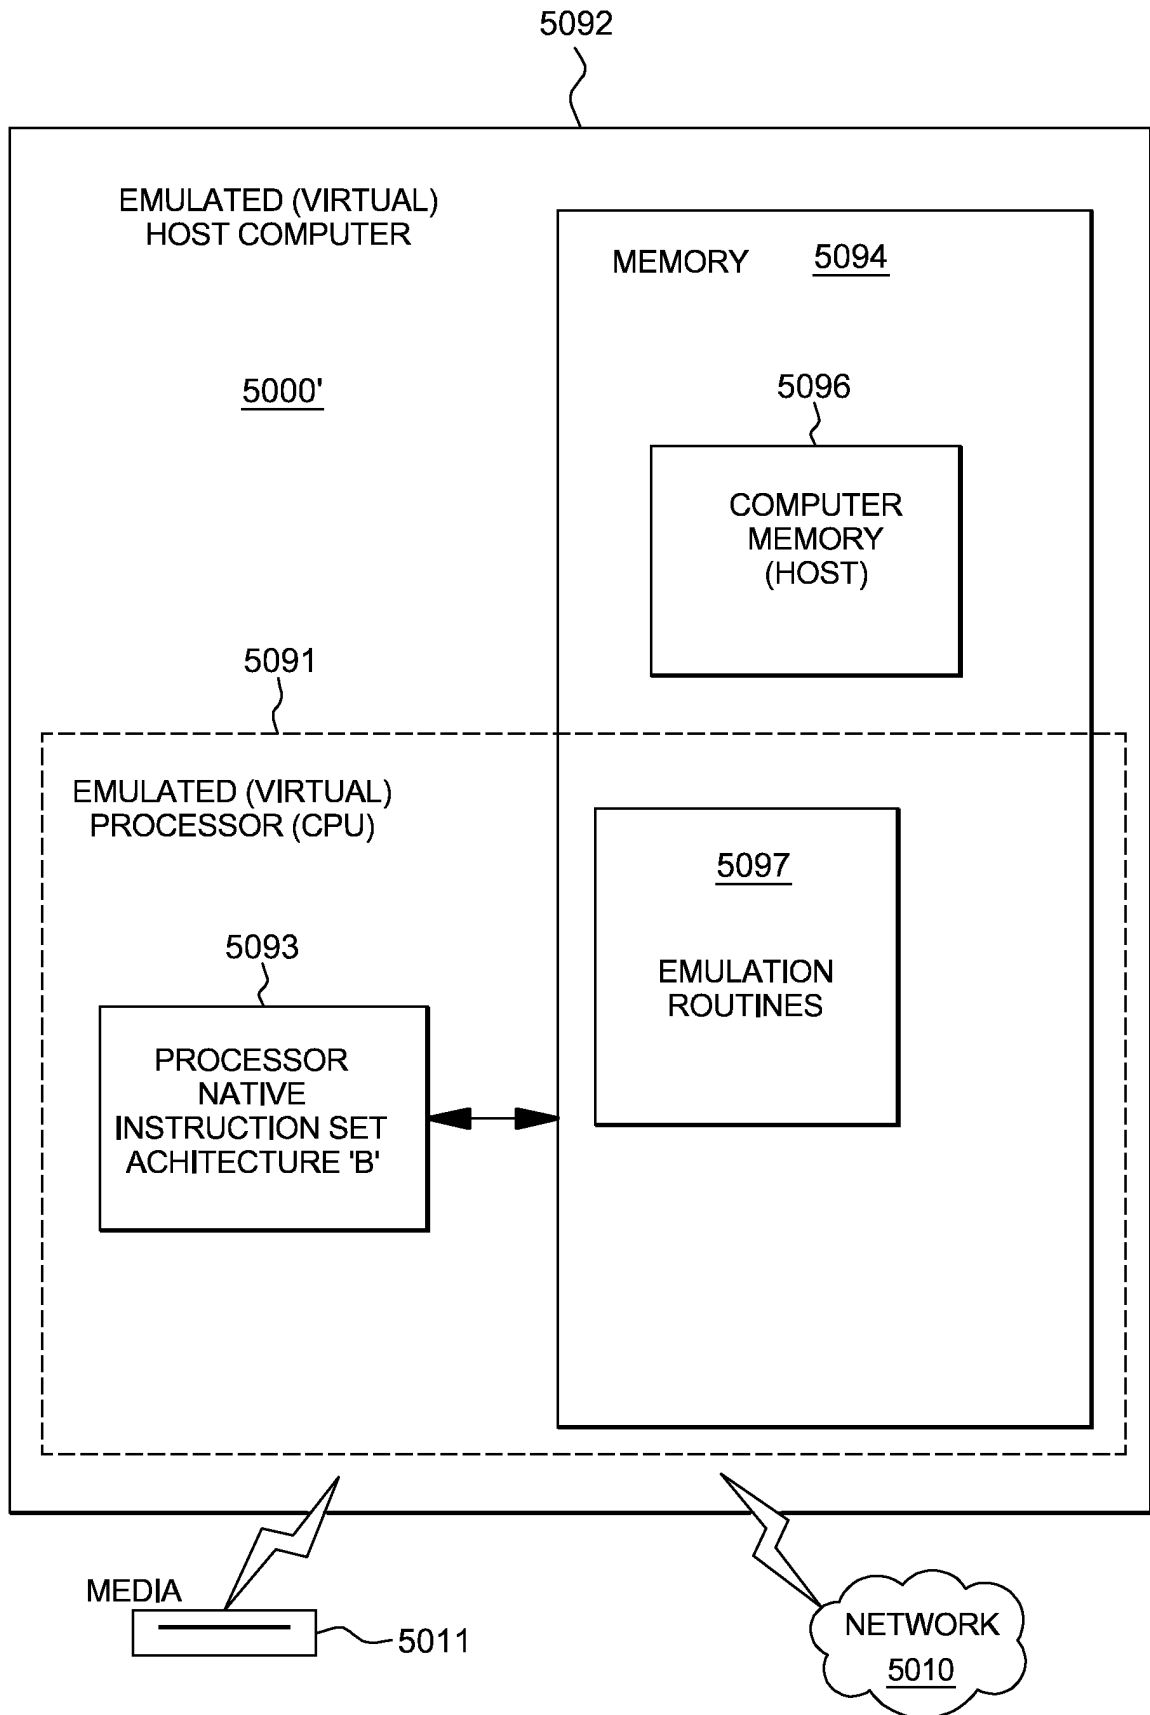 5092
EMULATED (VIRTUAL)
HOST COMPUTER
MEMORY 5094
5000'
5096
COMPUTER
MEMORY
(HOST)
5091
EMULATED (VIRTUAL)
PROCESSOR (CPU)
5097
EMULATION
ROUTINES
5093
PROCESSOR
NATIVE
INSTRUCTION SET
ACHITECTURE 'B'
MEDIA
5011
NETWORK
5010